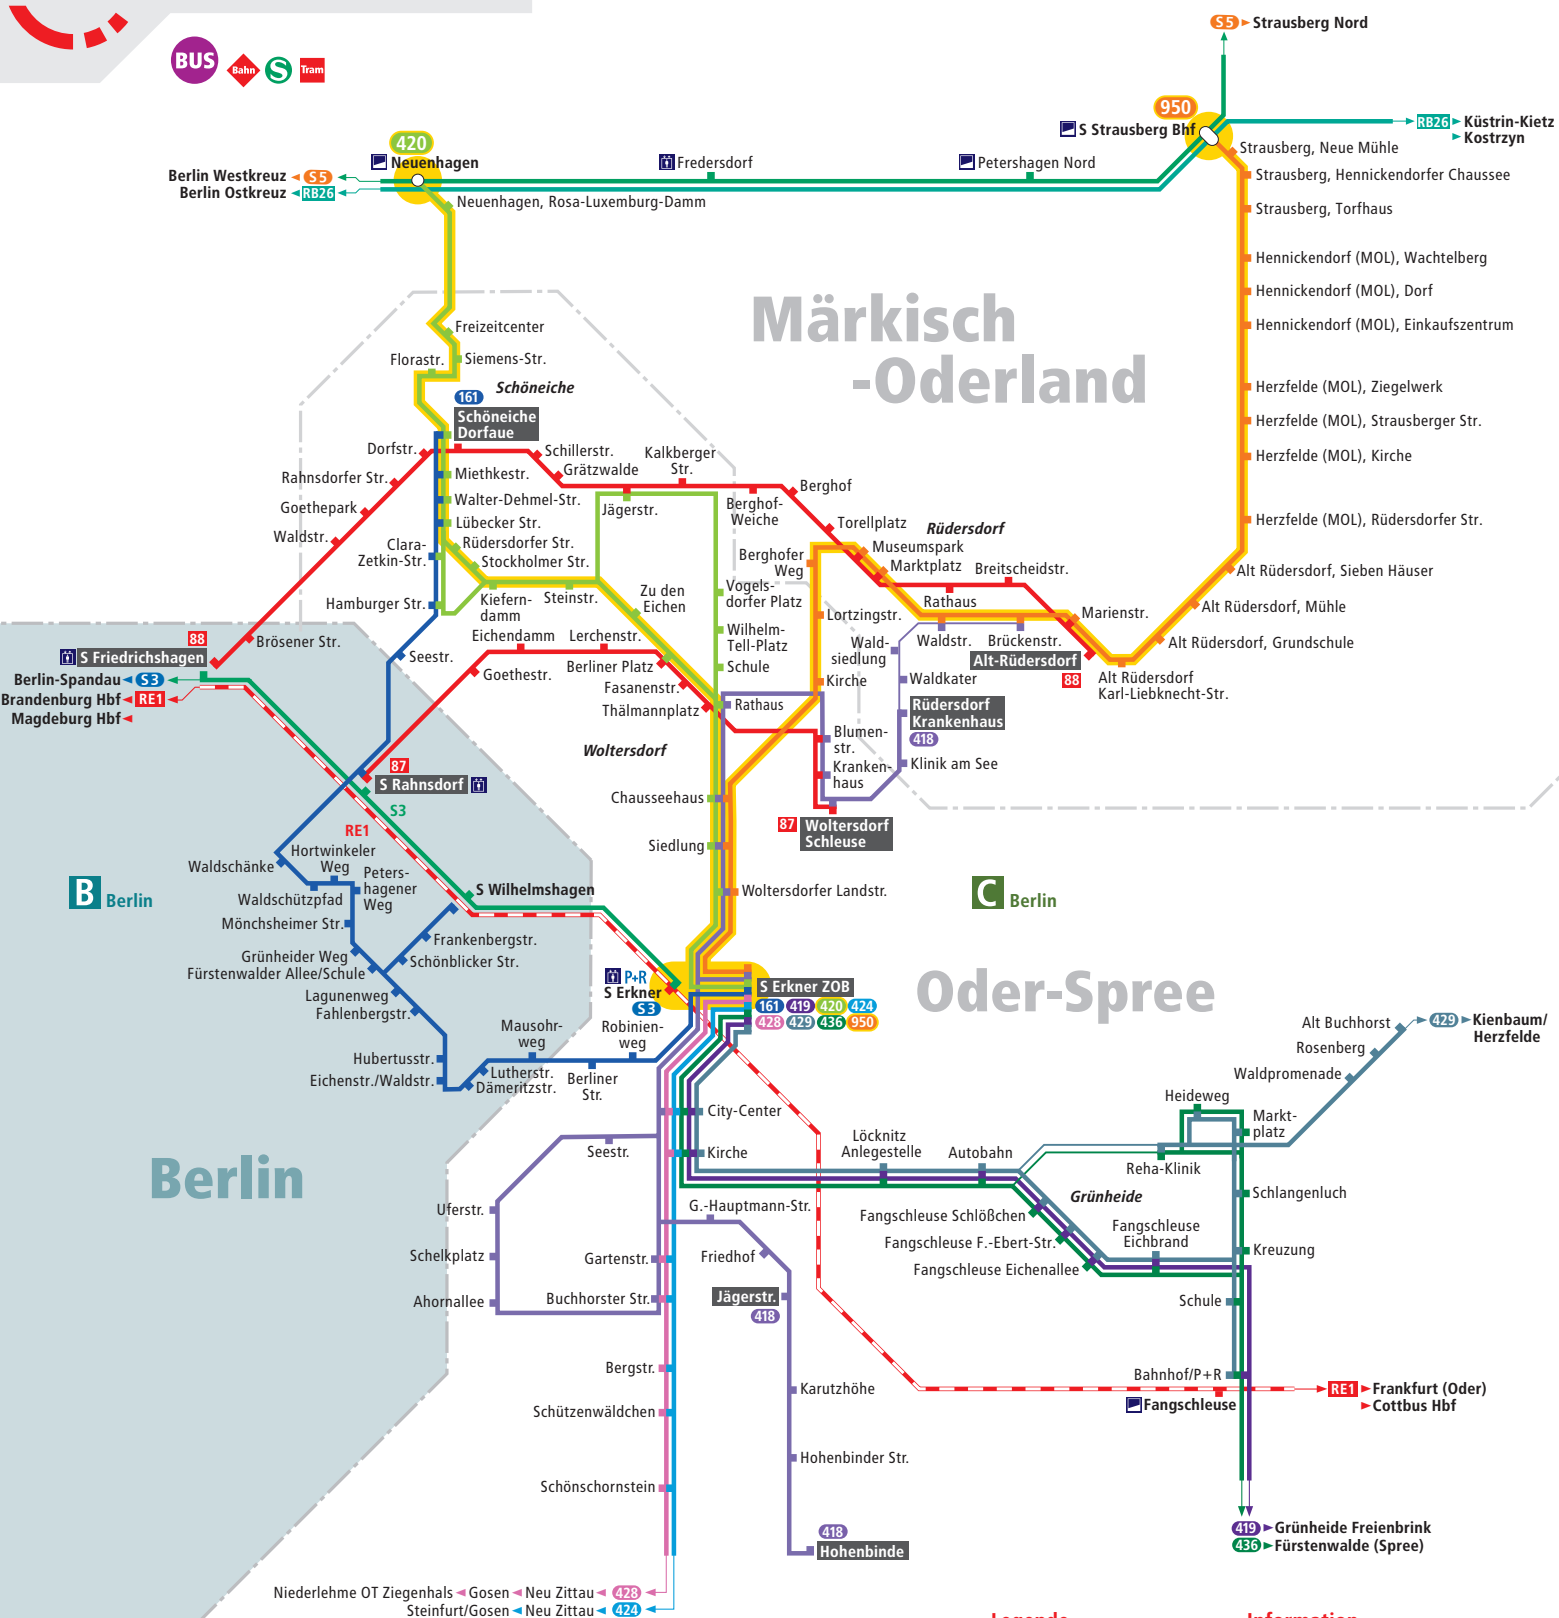 BUS
Bahn
S
Tram
S5
Strausberg Nord
950
S Strausberg Bhf
RB26
Küstrin-Kietz
Kostrzyn
420
Neuenhagen
Fredersdorf
Petershagen Nord
Berlin Westkreuz
S5
Berlin Ostkreuz
RB26
Neuenhagen, Rosa-Luxemburg-Damm
Strausberg, Neue Mühle
Strausberg, Hennickendorfer Chaussee
Strausberg, Torfhaus
Hennickendorf (MOL), Wachtelberg
Hennickendorf (MOL), Dorf
Hennickendorf (MOL), Einkaufszentrum
Herzfelde (MOL), Ziegelwerk
Herzfelde (MOL), Strausberger Str.
Herzfelde (MOL), Kirche
Herzfelde (MOL), Rüdersdorfer Str.
Alt Rüdersdorf, Sieben Häuser
Alt Rüdersdorf, Mühle
Alt Rüdersdorf, Grundschule
Alt Rüdersdorf
Karl-Liebknecht-Str.
Märkisch
-Oderland
Freizeitcenter
Florastr.
Siemens-Str.
Schöneiche
161
Schöneiche
Dorfaue
Dorfstr.
Rahnsdorfer Str.
Goethepark
Waldstr.
Miethkestr.
Walter-Dehmel-Str.
Lübecker Str.
Rüdersdorfer Str.
Stockholmer Str.
Clara-
Zetkin-Str.
Hamburger Str.
Schillerstr.
Grätzwalde
Kalkberger
Str.
Jägerstr.
Berghof-
Weiche
Berghof
Torellplatz
Rüdersdorf
Museumspark
Marktplatz
Breitscheidstr.
Rathaus
Berghofer
Weg
Lortzingstr.
Kirche
Marienstr.
Waldstr.
Brückenstr.
Alt-Rüdersdorf
88
Wald-
siedlung
Waldkater
Rüdersdorf
Krankenhaus
418
Klinik am See
Kiefern-
damm
Steinstr.
Zu den
Eichen
Vogels-
dorfer Platz
Wilhelm-
Tell-Platz
Schule
Rathaus
Eichendamm
Lerchenstr.
Goethestr.
Berliner Platz
Fasanenstr.
Thälmannplatz
Woltersdorf
Blumen-
str.
Kranken-
haus
87
Woltersdorf
Schleuse
Chausseehaus
Siedlung
Woltersdorfer Landstr.
88
S Friedrichshagen
Brösener Str.
Berlin-Spandau
S3
Brandenburg Hbf
RE1
Magdeburg Hbf
Seestr.
87
S Rahnsdorf
S3
RE1
Waldschänke
Hortwinkeler
Weg
Waldschützpfad
Peters-
hagener
Weg
Mönchsheimer Str.
Grünheider Weg
Fürstenwalder Allee/Schule
Lagunenweg
Fahlenbergstr.
Frankenbergstr.
Schönblicker Str.
S Wilhelmshagen
Hubertusstr.
Eichenstr./Waldstr.
Mausohr-
weg
Lutherstr.
Dämeritzstr.
Berliner
Str.
Robinien-
weg
B
Berlin
C
Berlin
Berlin
Oder-Spree
P+R
S Erkner
S3
S Erkner ZOB
161 419 420 424
428 429 436 950
City-Center
Kirche
Seestr.
Uferstr.
Schelkplatz
Ahornallee
Gartenstr.
Buchhorster Str.
Bergstr.
Schützenwäldchen
Schönschornstein
G.-Hauptmann-Str.
Friedhof
Jägerstr.
418
Karutzhöhe
Hohenbinder Str.
418
Hohenbinde
Löcknitz
Anlegestelle
Autobahn
Grünheide
Fangschleuse Schlößchen
Fangschleuse F.-Ebert-Str.
Fangschleuse Eichenallee
Fangschleuse
Eichbrand
Heideweg
Reha-Klinik
Markt-
platz
Schlangenluch
Kreuzung
Schule
Bahnhof/P+R
Fangschleuse
Waldpromenade
Rosenberg
Alt Buchhorst
429
Kienbaum/
Herzfelde
RE1
Frankfurt (Oder)
Cottbus Hbf
419
Grünheide Freienbrink
436
Fürstenwalde (Spree)
Niederlehme OT Ziegenhals
Gosen
Neu Zittau
428
Steinfurt/Gosen
Neu Zittau
424
Legende
Information